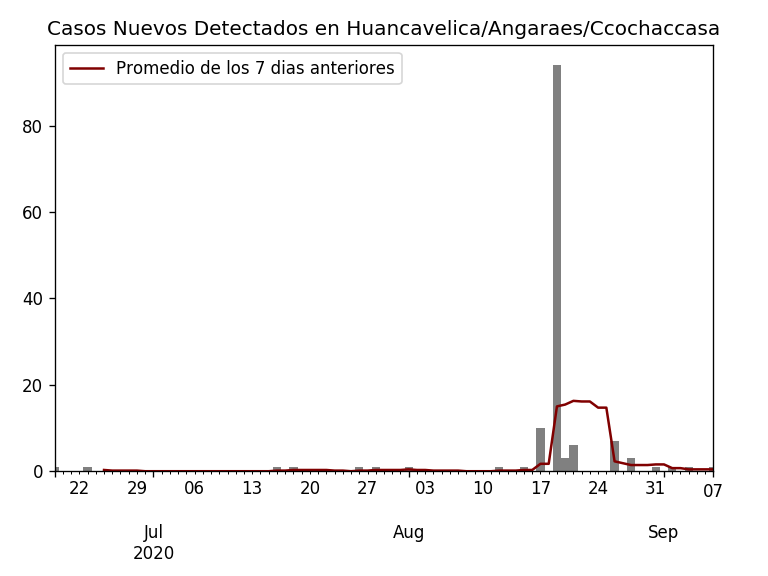 Casos Nuevos Detectados en Huancavelica/Angaraes/Ccochaccasa
Promedio de los 7 dias anteriores
80
60
40
20
0
22 29 06 13 20 27 03 10 17 24 31 07
Jul Aug Sep
2020